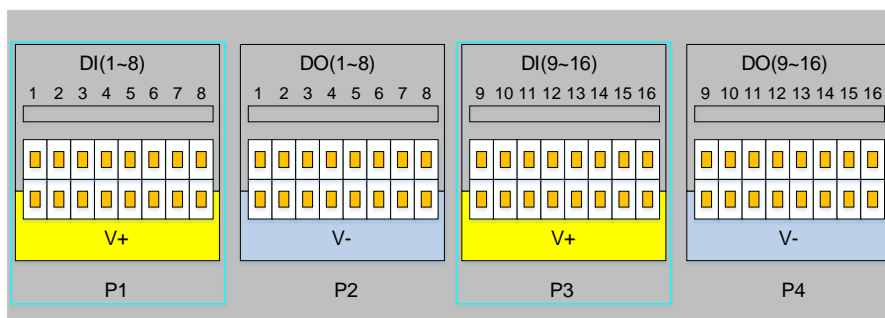 DI(1~8)
1 2 3 4 5 6 7 8
V+
P1
DO(1~8)
1 2 3 4 5 6 7 8
V-
P2
DI(9~16)
9 10 11 12 13 14 15 16
V+
P3
DO(9~16)
9 10 11 12 13 14 15 16
V-
P4